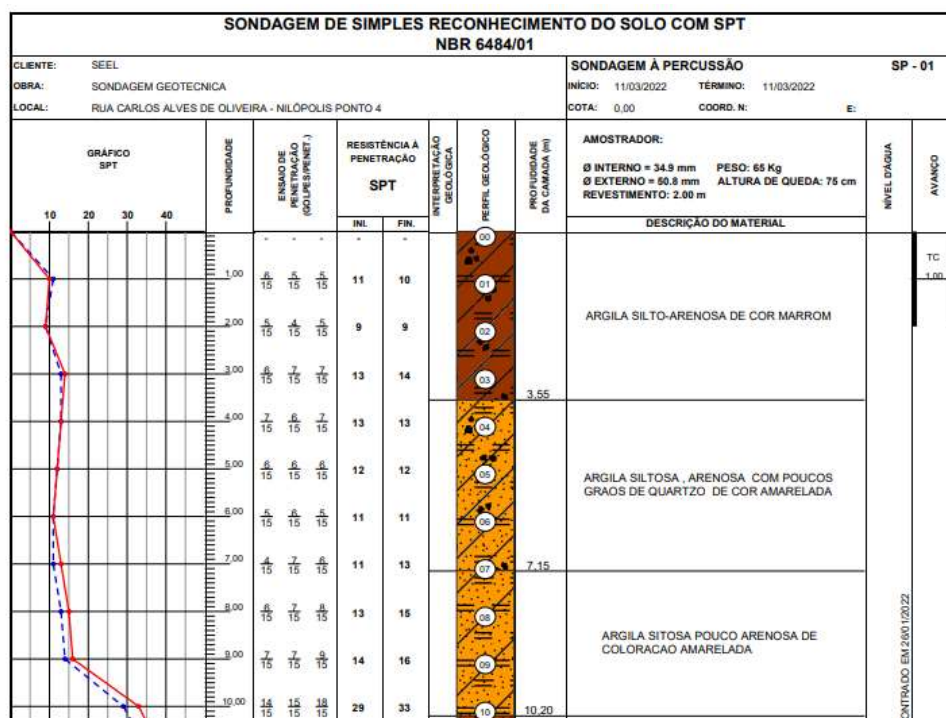 SONDAGEM DE SIMPLES RECONHECIMENTO DO SOLO COM SPT
NBR 6484/01
CLIENTE: SEEL
OBRA: SONDAGEM GEOTECNICA
LOCAL: RUA CARLOS ALVES DE OLIVEIRA - NILÓPOLIS PONTO 4
SONDAGEM À PERCUSSÃO SP - 01
INÍCIO: 11/03/2022 TÉRMINO: 11/03/2022
COTA: 0,00 COORD. N: E:
GRÁFICO
SPT
10 20 30 40
PROFUNDIDADE
ENSAIO DE
PENETRAÇÃO
(GOLPES/PENET.)
RESISTÊNCIA À
PENETRAÇÃO
SPT
INI. FIN.
INTERPRETAÇÃO
GEOLÓGICA
PERFIL GEOLÓGICO
PROFUDIDADE
DA CAMADA (m)
AMOSTRADOR:
Ø INTERNO = 34.9 mm PESO: 65 Kg
Ø EXTERNO = 50.8 mm ALTURA DE QUEDA: 75 cm
REVESTIMENTO: 2.00 m
DESCRIÇÃO DO MATERIAL
NÍVEL D'AGUA
AVANÇO
- - - - - 00
TC
1,00 6/15 5/15 5/15 11 10 01 1,00
2,00 5/15 4/15 5/15 9 9 02
ARGILA SILTO-ARENOSA DE COR MARROM
3,00 6/15 7/15 7/15 13 14 03
3,55
4,00 7/15 6/15 7/15 13 13 04
5,00 6/15 6/15 6/15 12 12 05
ARGILA SILTOSA , ARENOSA COM POUCOS
GRAOS DE QUARTZO DE COR AMARELADA
6,00 5/15 6/15 5/15 11 11 06
7,00 4/15 7/15 6/15 11 13 07
7,15
8,00 6/15 7/15 8/15 13 15 08
ARGILA SITOSA POUCO ARENOSA DE
COLORACAO AMARELADA
9,00 7/15 7/15 9/15 14 16 09
10,00 14/15 15/15 18/15 29 33 10
10,20
ONTRADO EM 26/01/2022